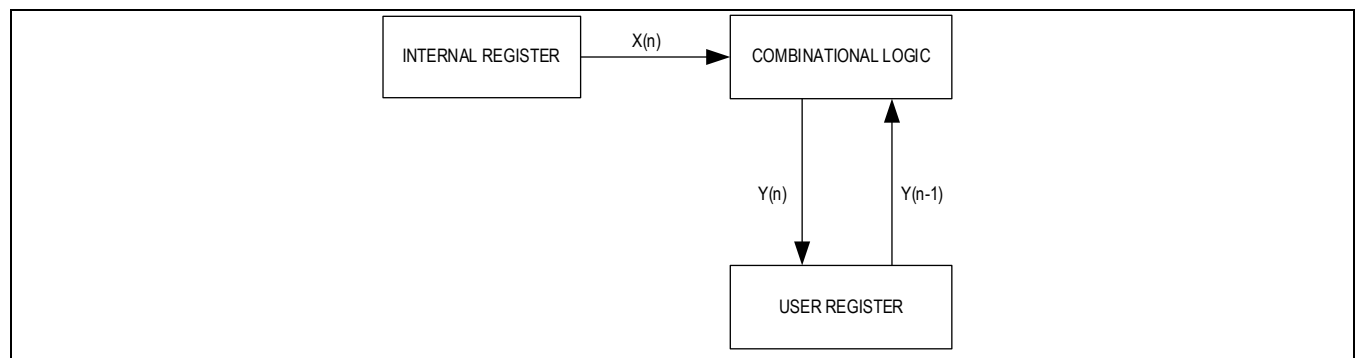 INTERNAL REGISTER
X(n)
COMBINATIONAL LOGIC
Y(n)
Y(n-1)
USER REGISTER